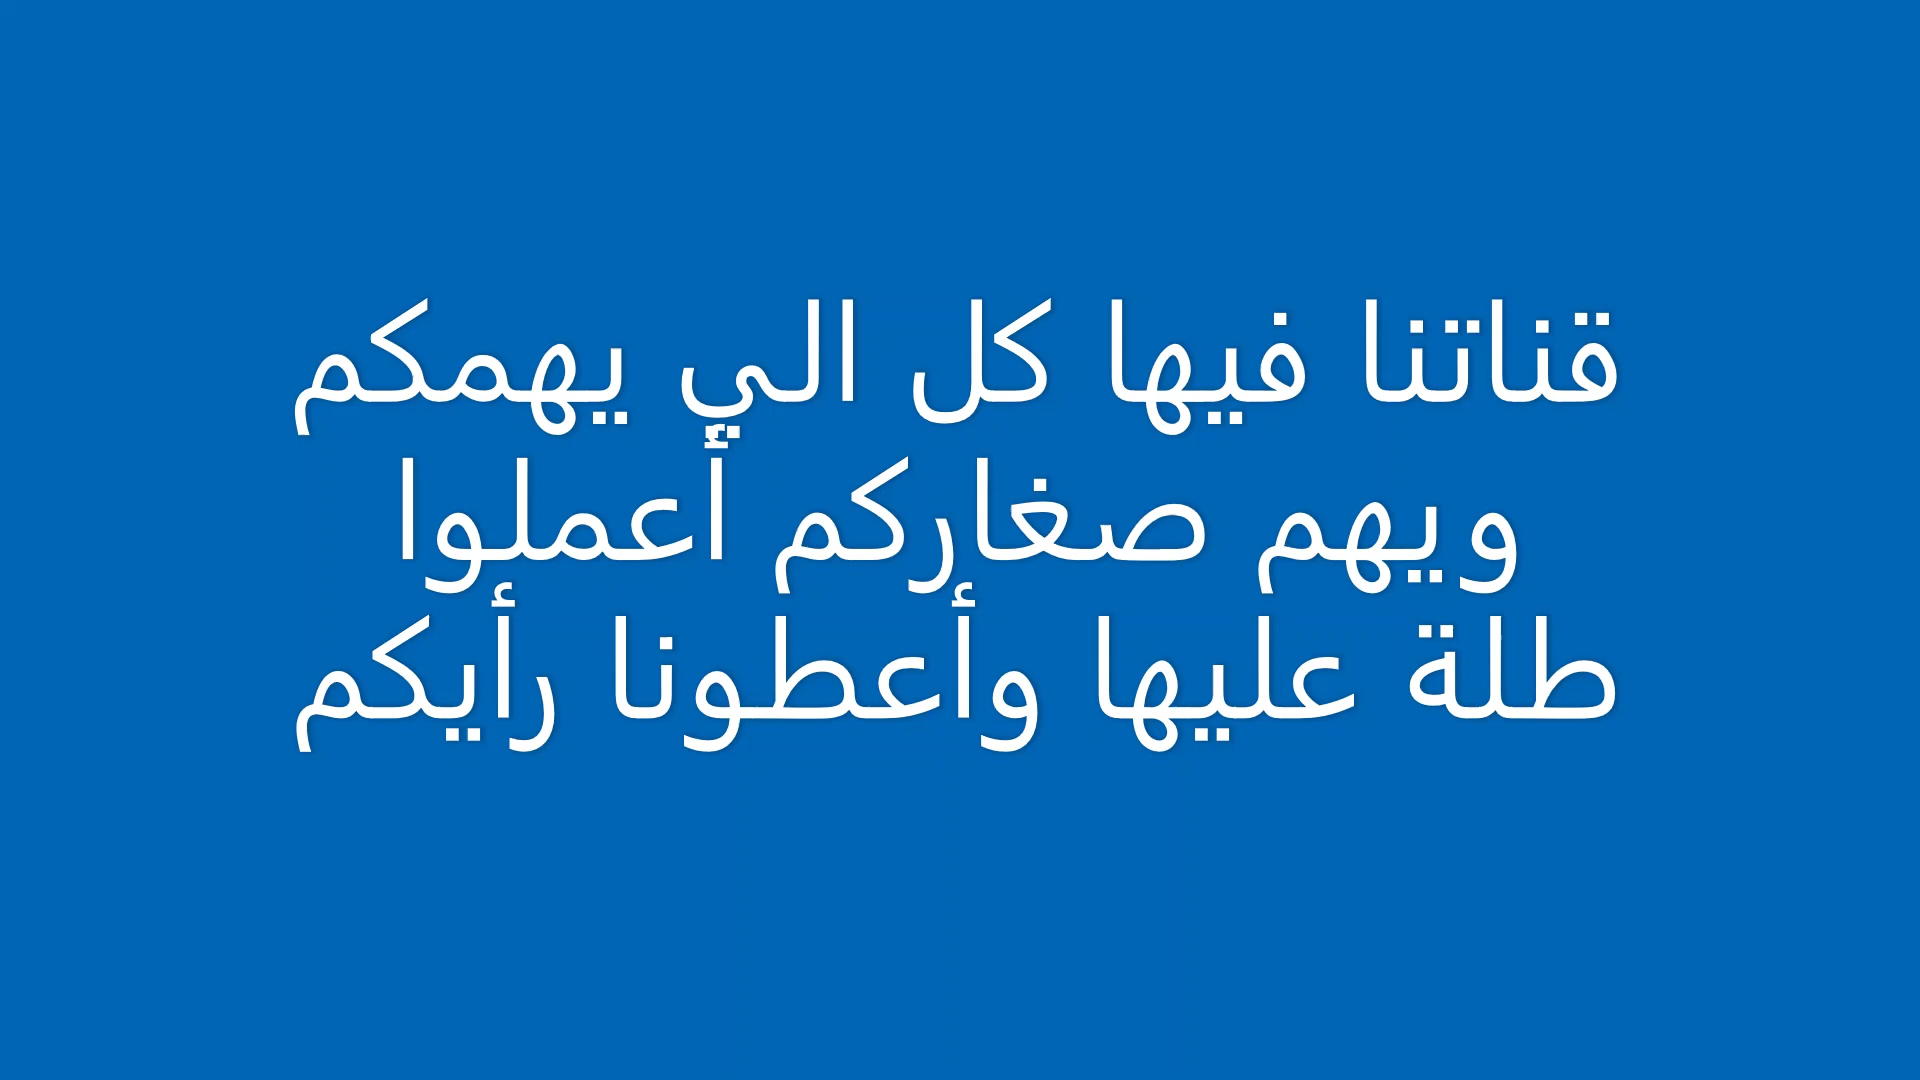 قناتنا فيها كل الي يهمكم
ويهم صغاركم أعملوا
طلة عليها وأعطونا رأيكم